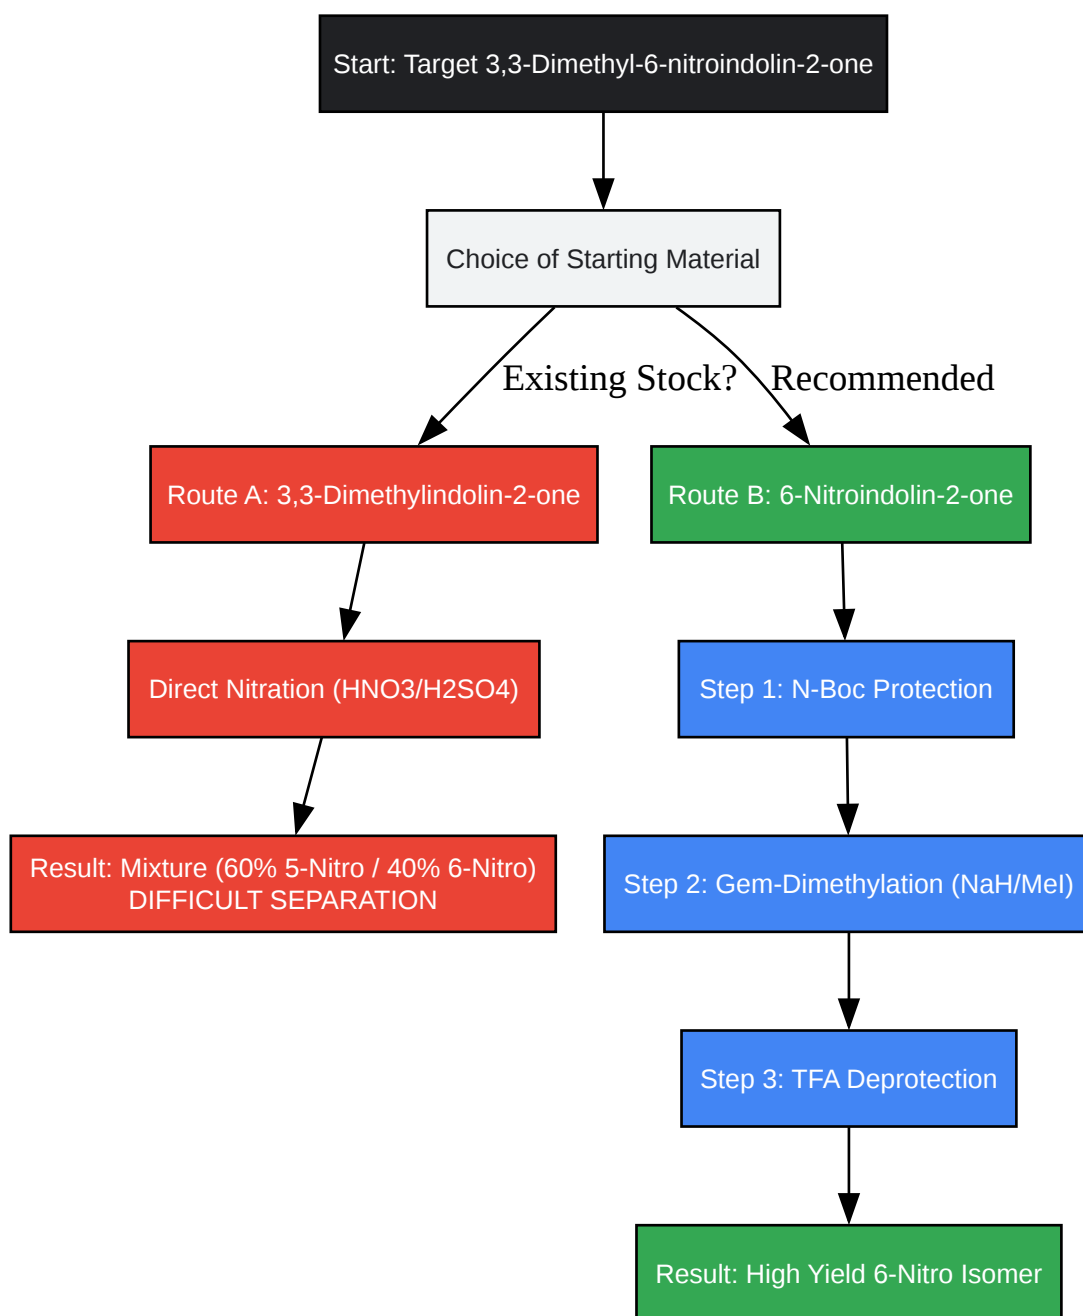 Start: Target 3,3-Dimethyl-6-nitroindolin-2-one
Choice of Starting Material
Existing Stock?
Recommended
Route A: 3,3-Dimethylindolin-2-one
Route B: 6-Nitroindolin-2-one
Direct Nitration (HNO3/H2SO4)
Step 1: N-Boc Protection
Result: Mixture (60% 5-Nitro / 40% 6-Nitro)
DIFFICULT SEPARATION
Step 2: Gem-Dimethylation (NaH/MeI)
Step 3: TFA Deprotection
Result: High Yield 6-Nitro Isomer